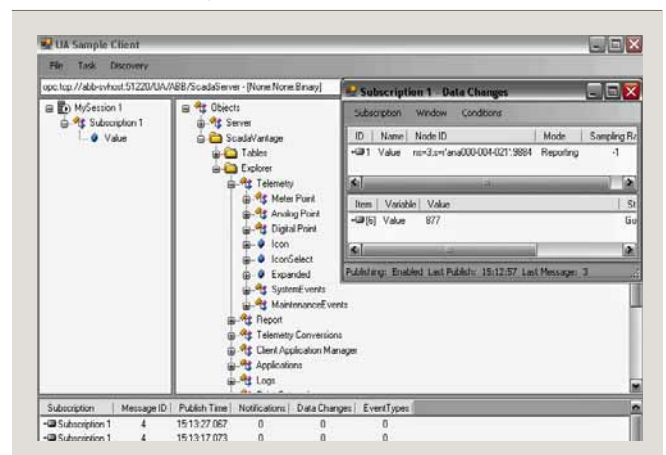 UA Sample Client
File Task Discovery
opc.tcp://abb-svhost:51220/UA/ABB/ScadaServer - [None:None:Binary]
MySession 1
Subscription 1
Value
Objects
Server
ScadaVantage
Tables
Explorer
Telemetry
Meter Point
Analog Point
Digital Point
Icon
IconSelect
Expanded
SystemEvents
MaintenanceEvents
Report
Telemetry Conversions
Client Application Manager
Applications
Logs
Subscription 1 - Data Changes
Subscription Window Conditions
ID Name Node ID Mode Sampling Ra
1 Value Reporting -1
Item Variable Value St
[6] Value 877 Go
Publishing: Enabled Last Publish: 15:12:57 Last Message: 3
Subscription Message ID Publish Time Notifications Data Changes EventTypes
Subscription 1 4 15:13:27.067 0 0 0
Subscription 1 4 15:13:17.073 0 0 0